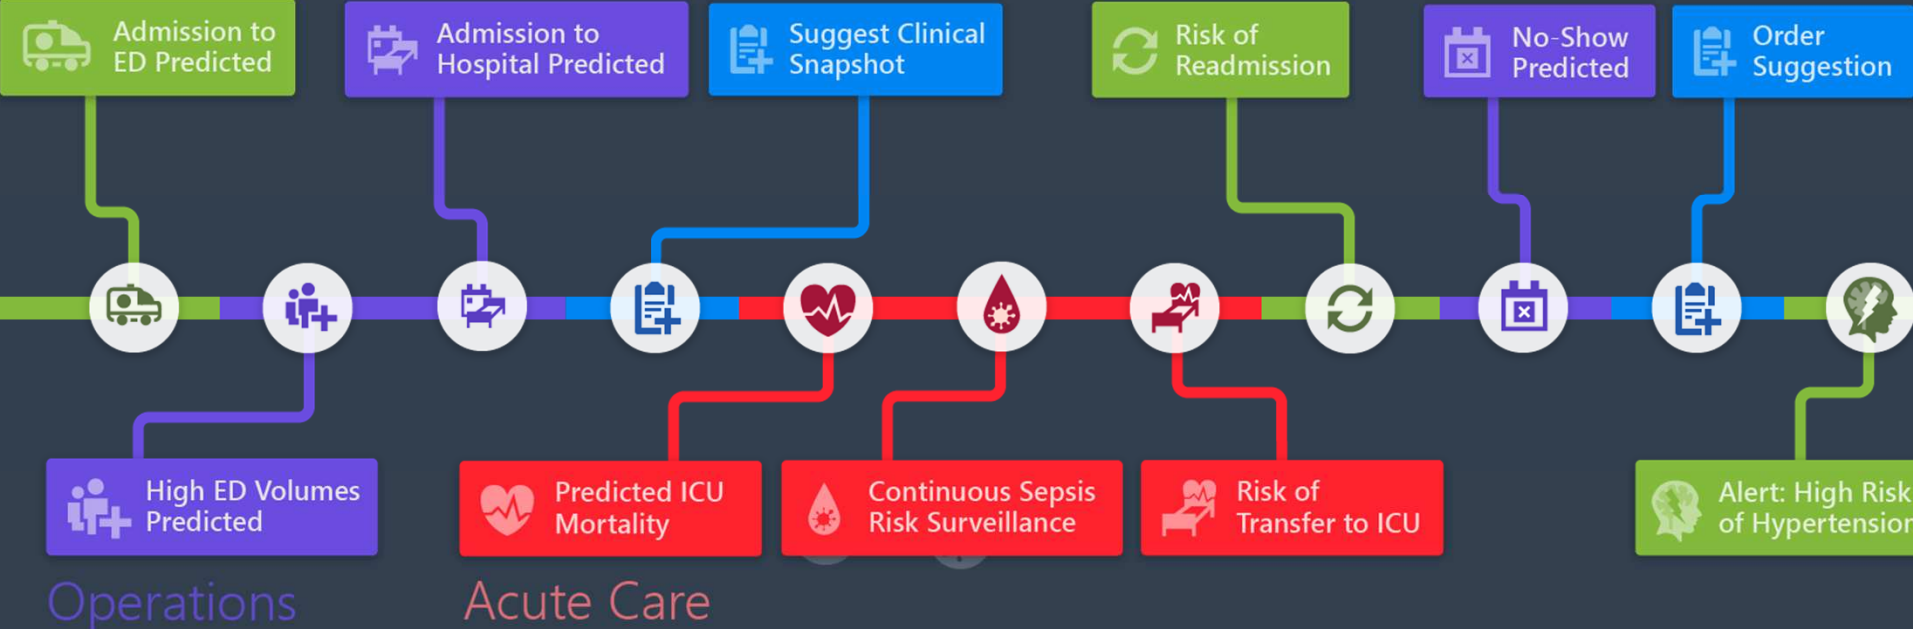 Admission to
ED Predicted
Admission to
Hospital Predicted
Suggest Clinical
Snapshot
Risk of
Readmission
No-Show
Predicted
Order
Suggestion
High ED Volumes
Predicted
Predicted ICU
Mortality
Continuous Sepsis
Risk Surveillance
Risk of
Transfer to ICU
Alert: High Risk
of Hypertension
Operations
Acute Care